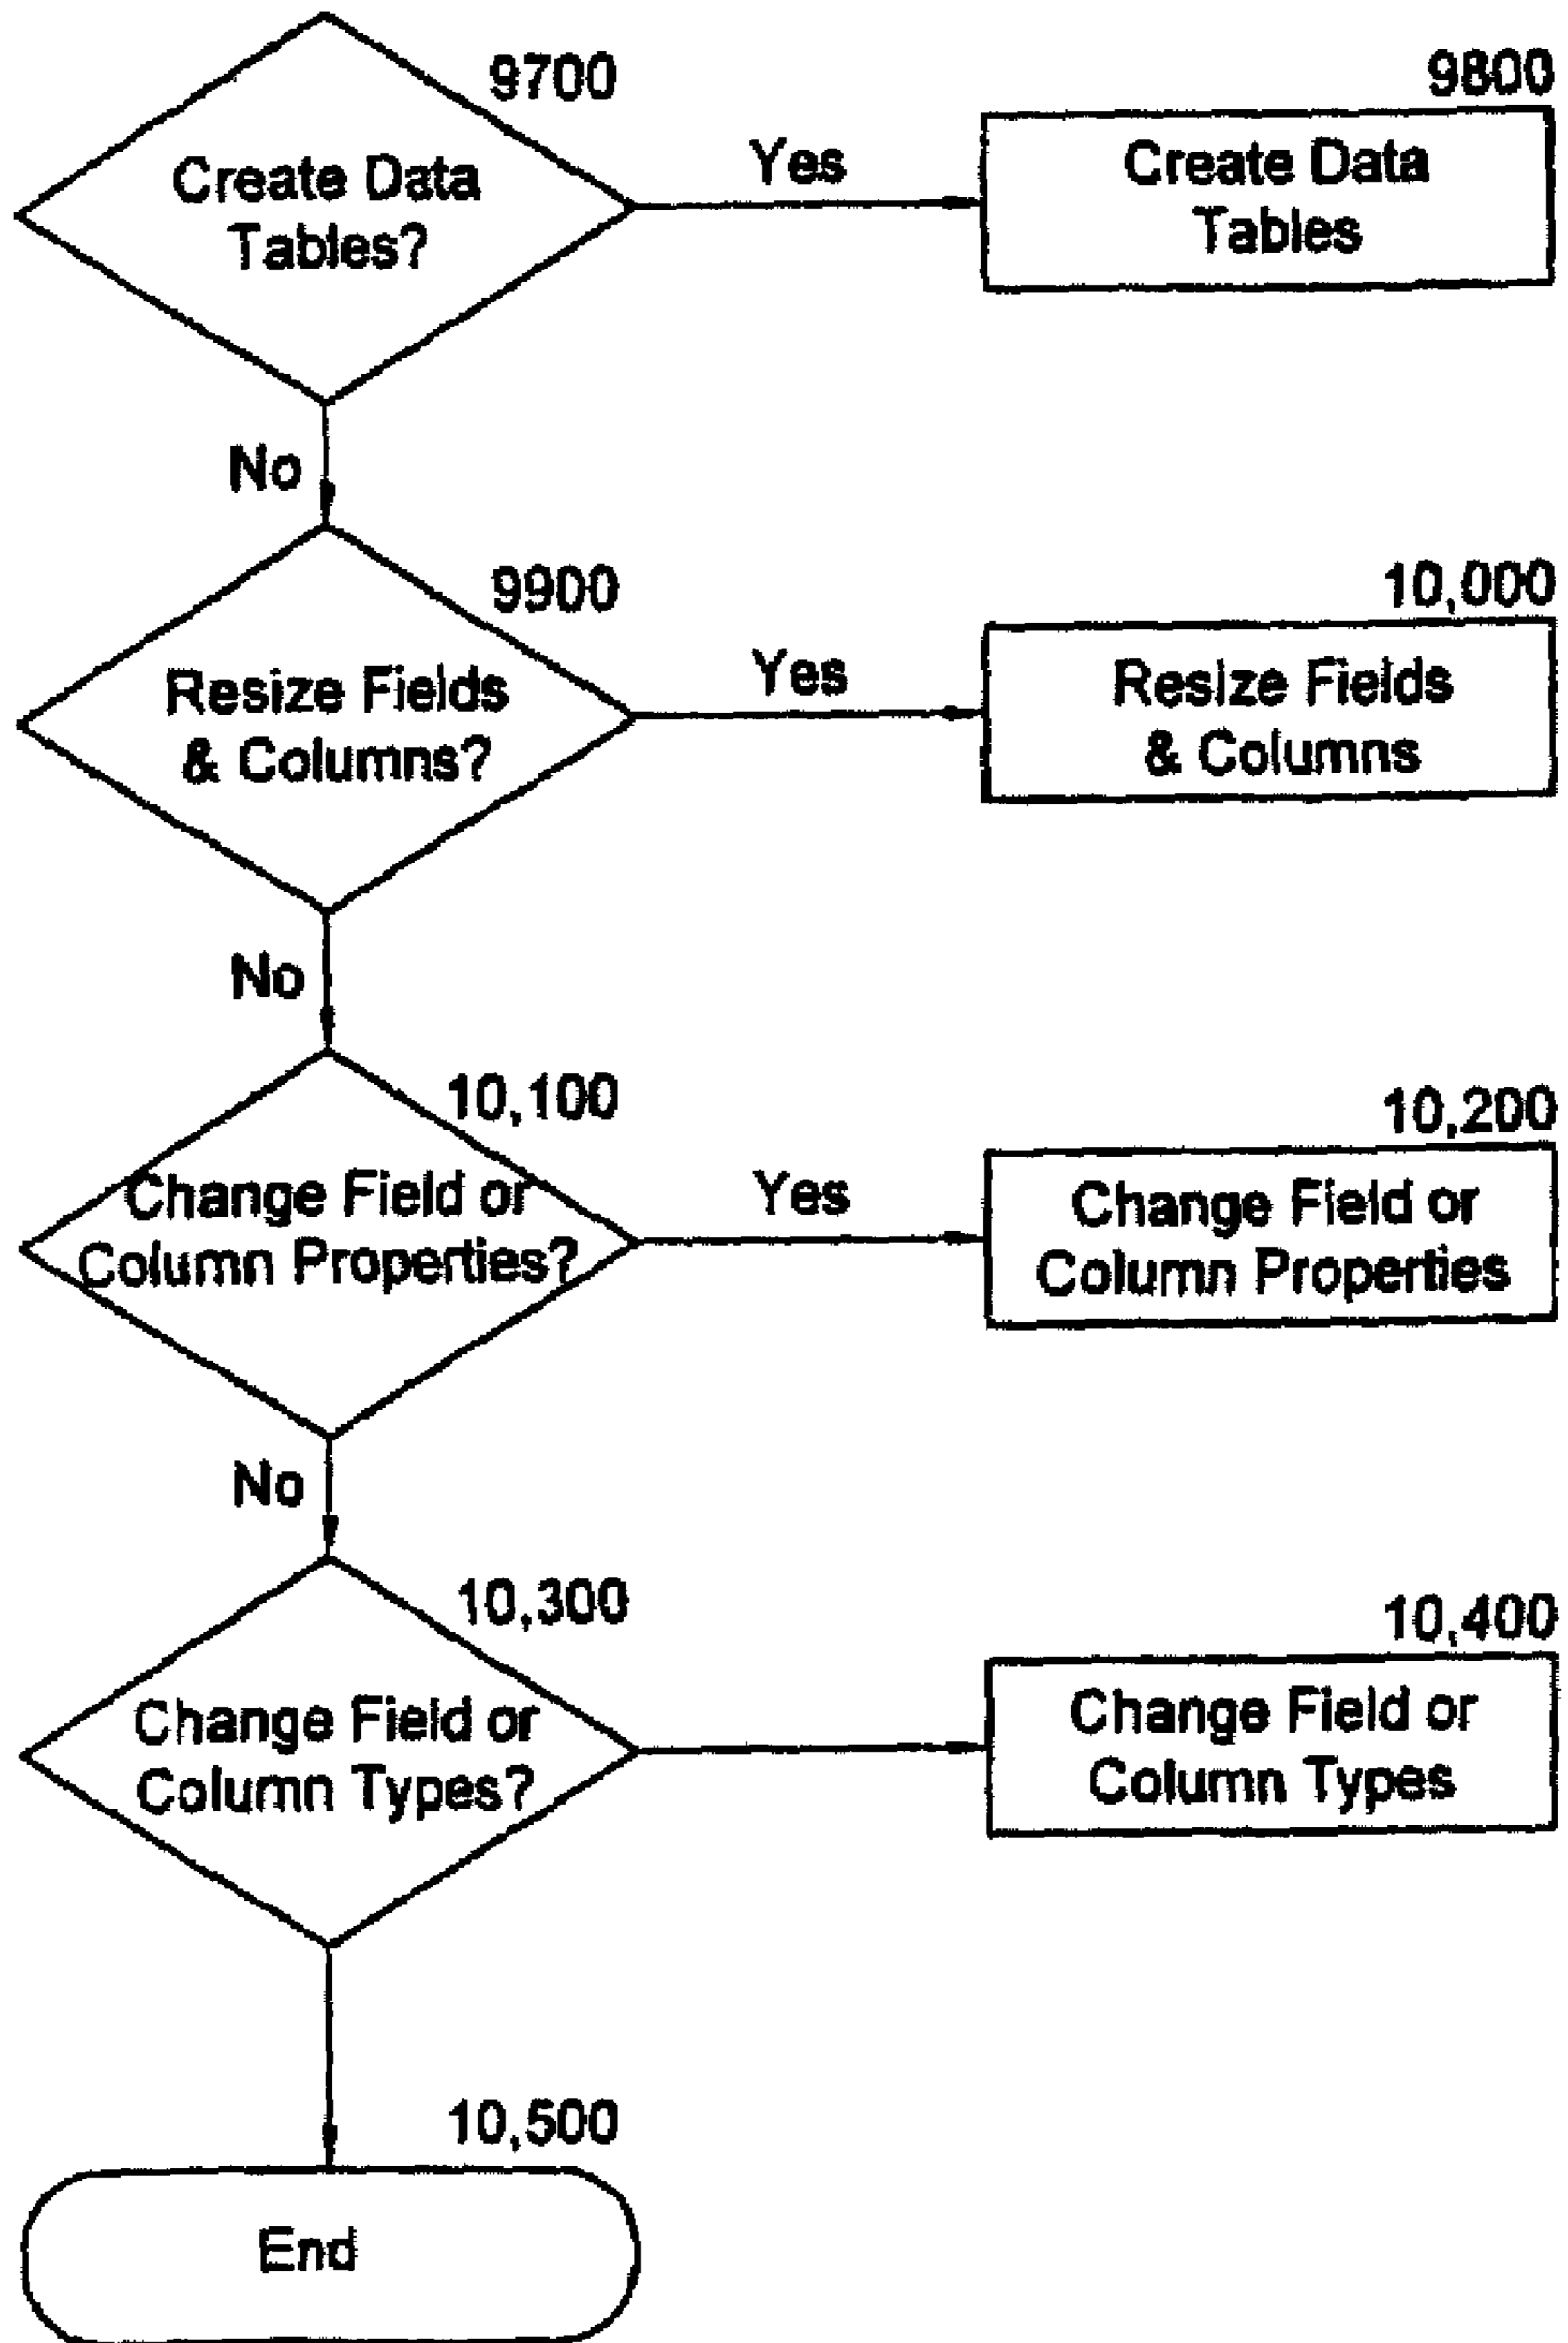 9700
Create Data
Tables?
Yes
9800
Create Data
Tables
No
9900
Resize Fields
& Columns?
Yes
10,000
Resize Fields
& Columns
No
10,100
Change Field or
Column Properties?
Yes
10,200
Change Field or
Column Properties
No
10,300
Change Field or
Column Types?
10,400
Change Field or
Column Types
10,500
End